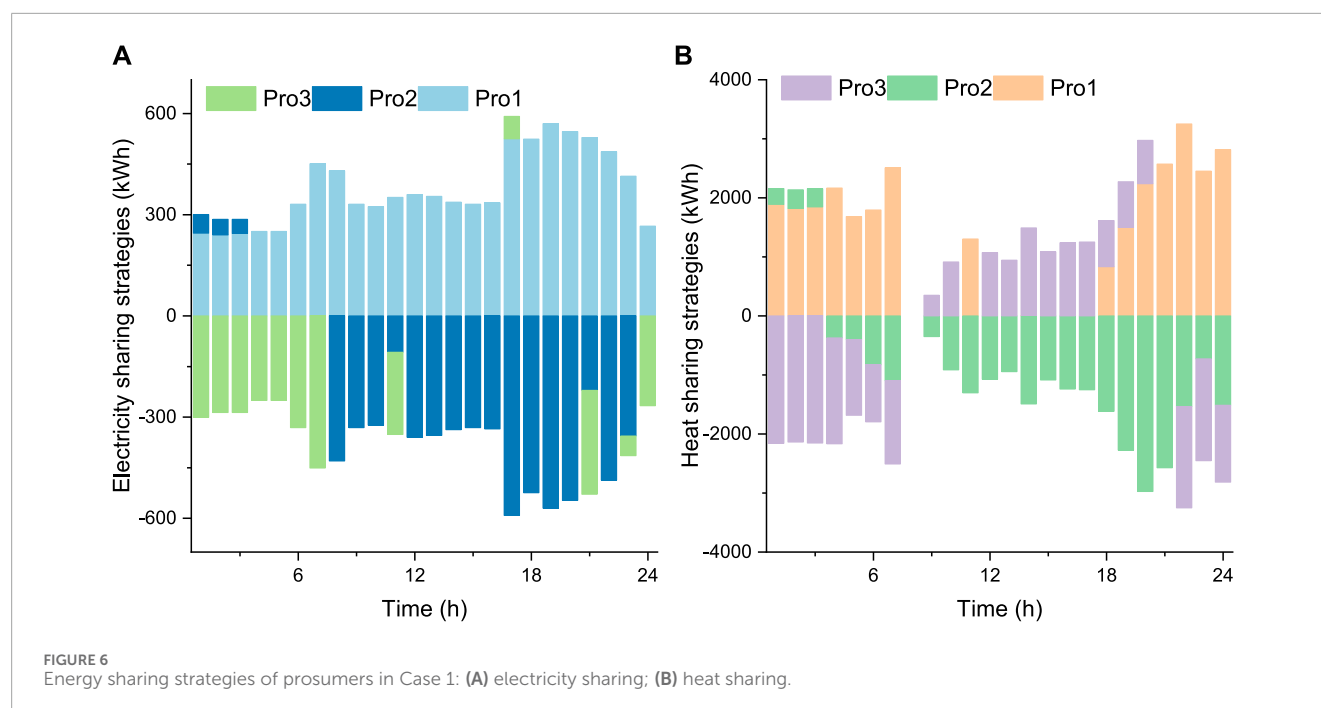 A
Pro3 Pro2 Pro1
Electricity sharing strategies (kWh)
600
300
0
-300
-600
6 12 18 24
Time (h)
B
Pro3 Pro2 Pro1
Heat sharing strategies (kWh)
4000
2000
0
-2000
-4000
6 12 18 24
Time (h)
FIGURE 6
Energy sharing strategies of prosumers in Case 1: (A) electricity sharing; (B) heat sharing.